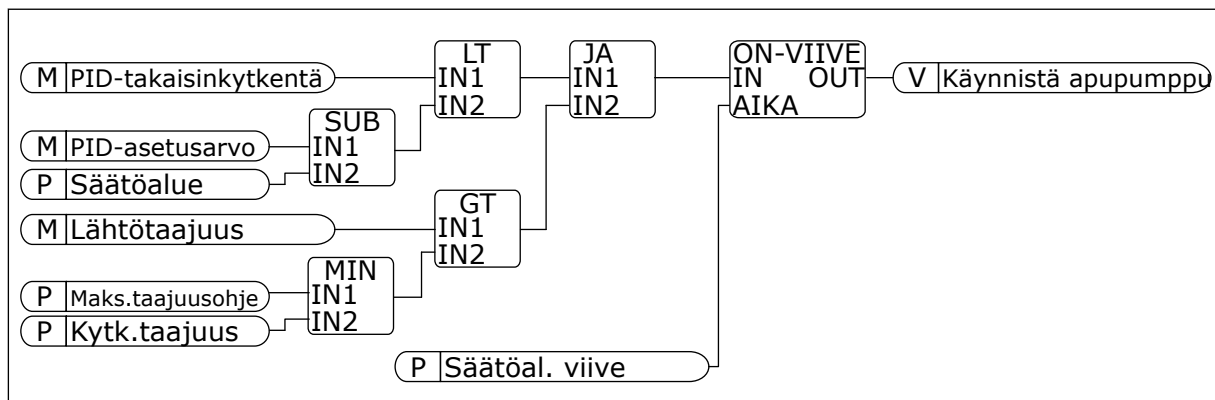 LT
JA
ON-VIIVE
M PID-takaisinkytkentä
IN1
IN1
IN OUT
V Käynnistä apupumppu
IN2
IN2
AIKA
SUB
M PID-asetusarvo
IN1
P Säätöalue
IN2
GT
M Lähtötaajuus
IN1
IN2
MIN
P Maks.taajuusohje
IN1
P Kytk.taajuus
IN2
P Säätöal. viive